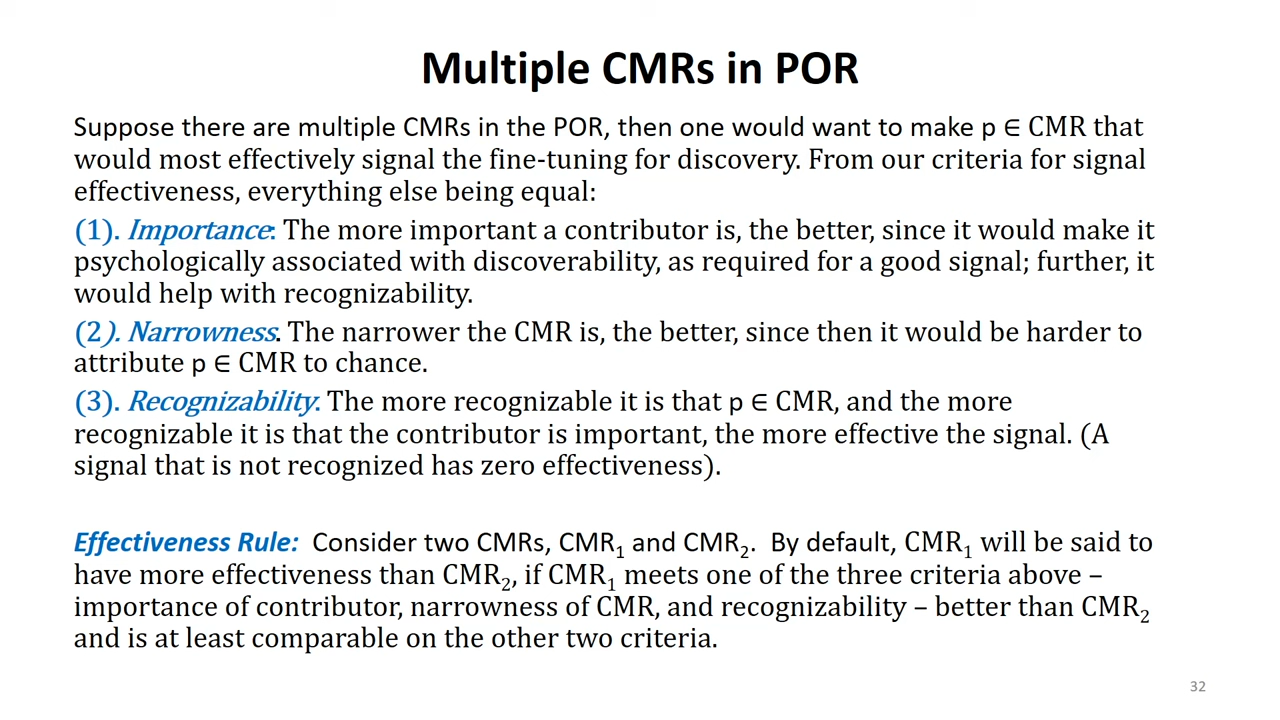 Multiple CMRs in POR
Suppose there are multiple CMRs in the POR, then one would want to make p ∈ CMR that
would most effectively signal the fine-tuning for discovery. From our criteria for signal
effectiveness, everything else being equal:
(1). Importance: The more important a contributor is, the better, since it would make it
psychologically associated with discoverability, as required for a good signal; further, it
would help with recognizability.
(2). Narrowness. The narrower the CMR is, the better, since then it would be harder to
attribute p ∈ CMR to chance.
(3). Recognizability. The more recognizable it is that p ∈ CMR, and the more
recognizable it is that the contributor is important, the more effective the signal. (A
signal that is not recognized has zero effectiveness).
Effectiveness Rule: Consider two CMRs, CMR₁ and CMR₂. By default, CMR₁ will be said to
have more effectiveness than CMR₂, if CMR₁ meets one of the three criteria above –
importance of contributor, narrowness of CMR, and recognizability – better than CMR₂
and is at least comparable on the other two criteria.
32